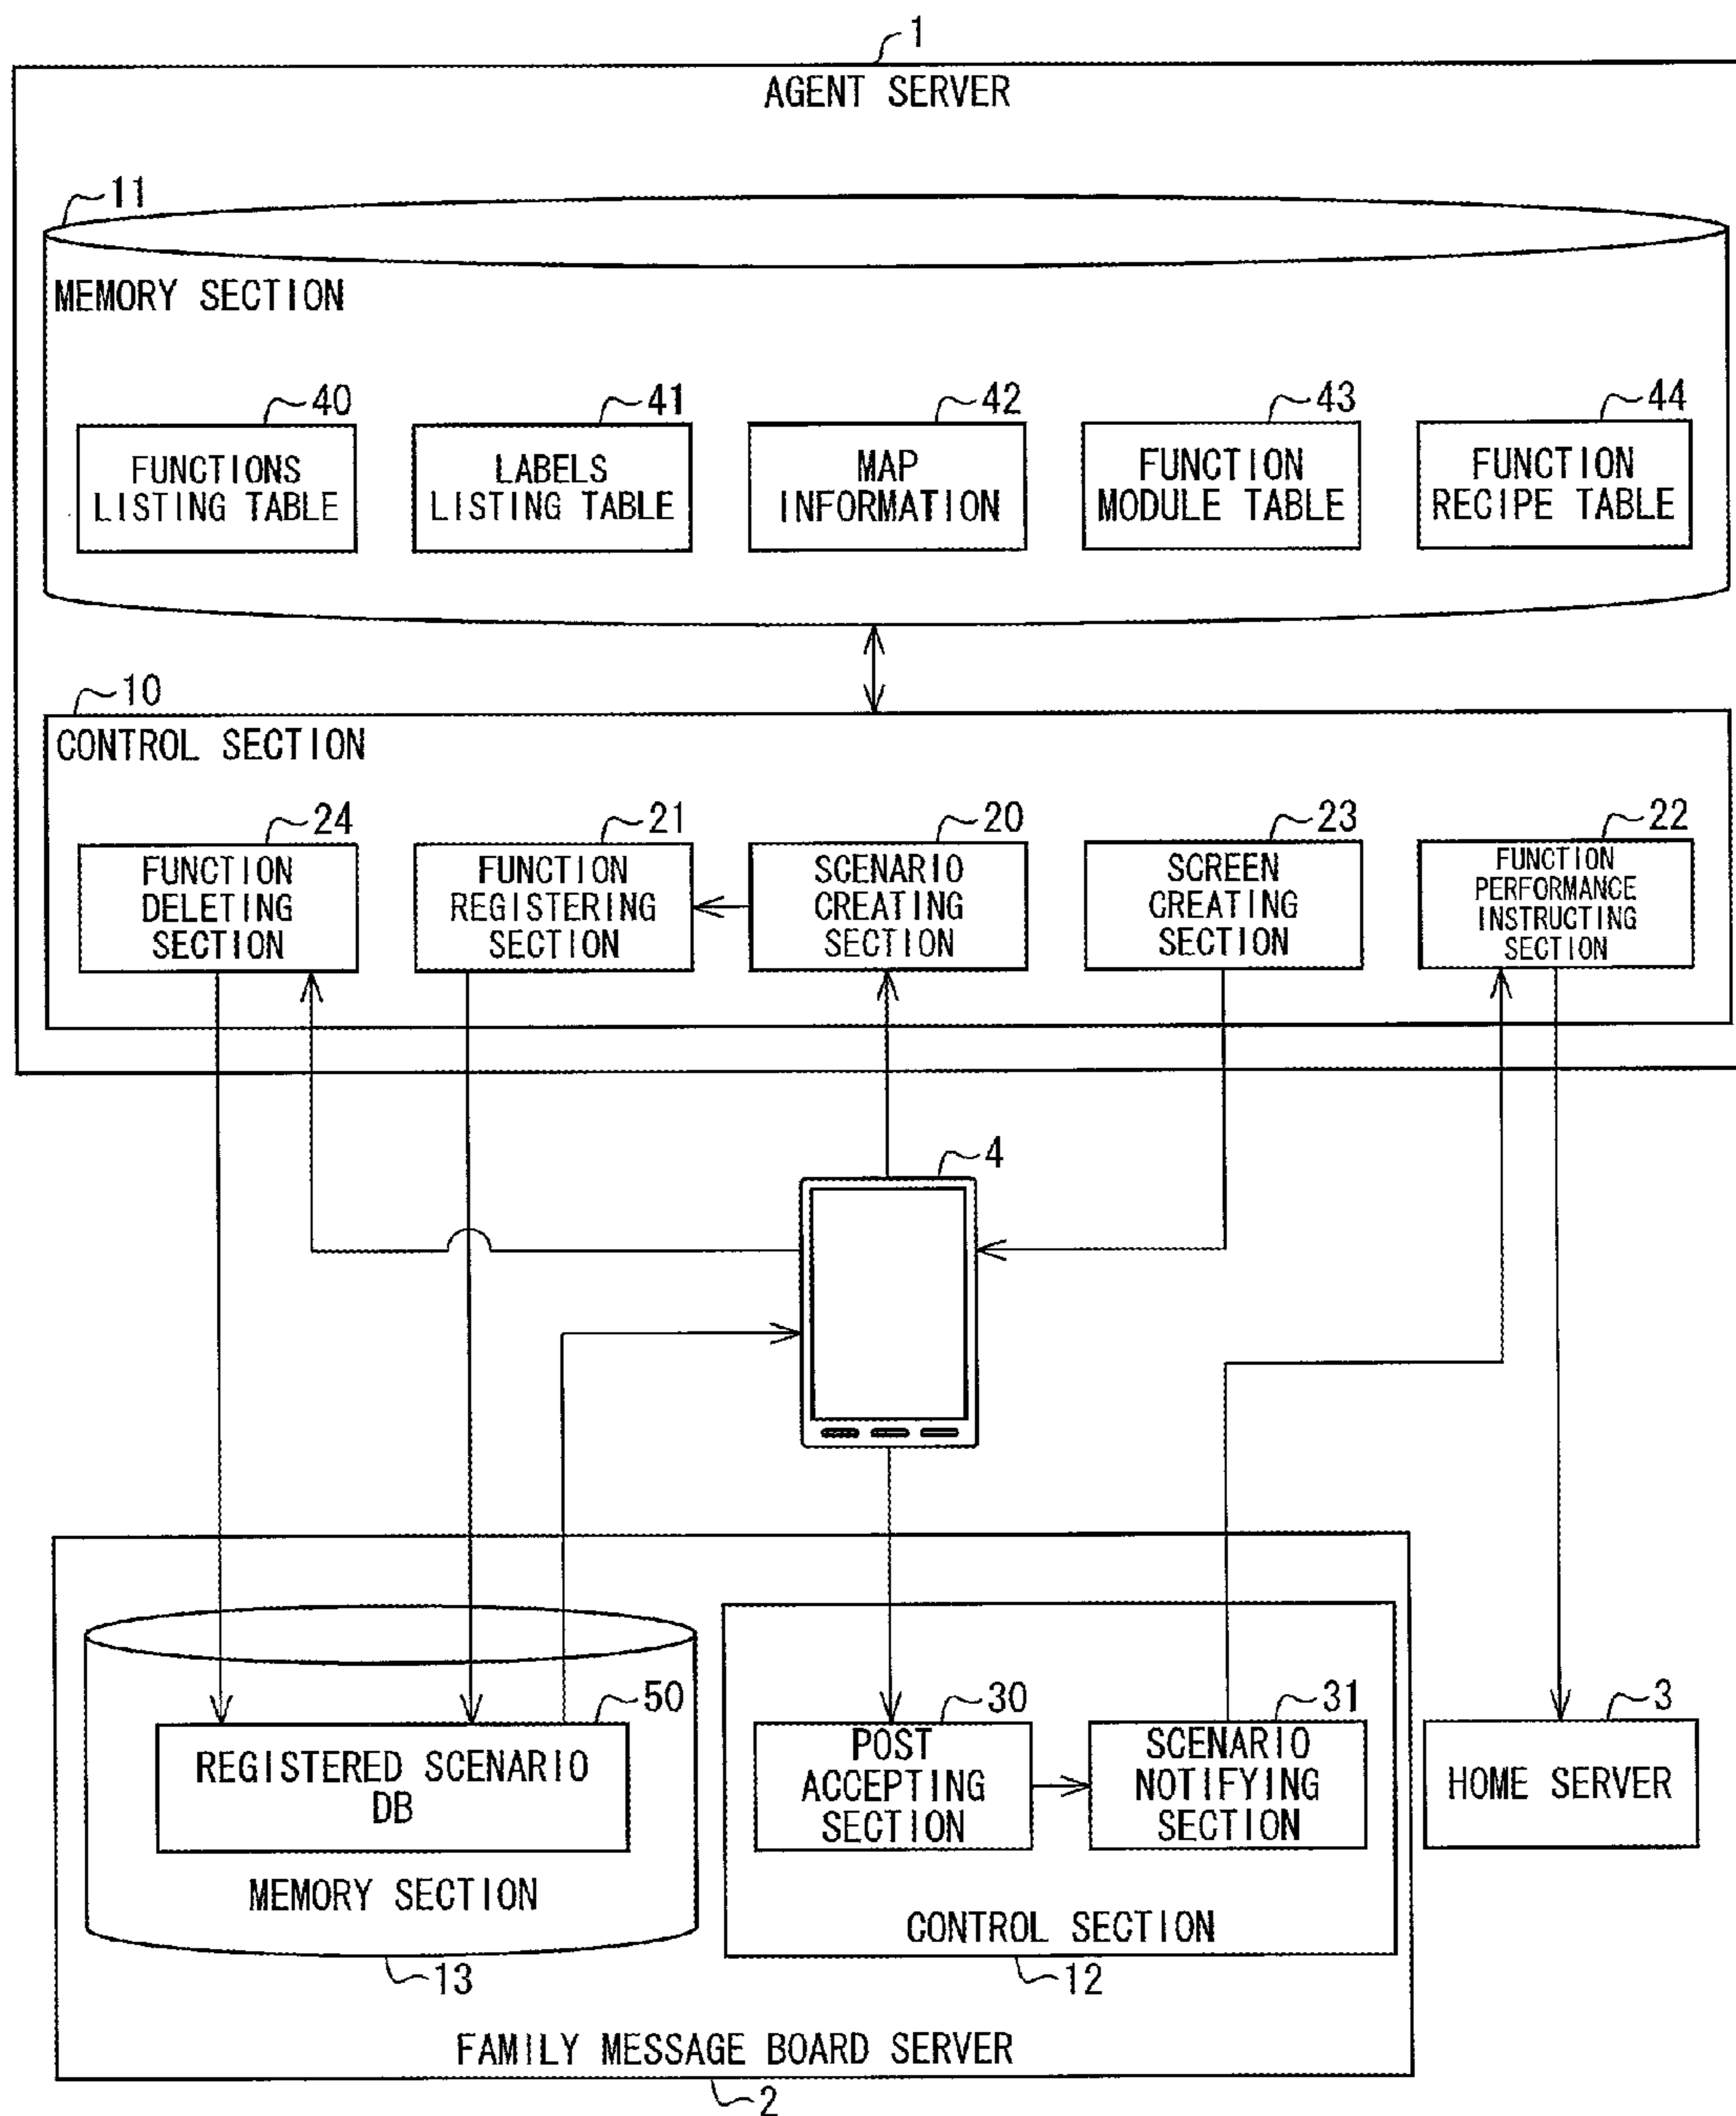 1
AGENT SERVER
11
MEMORY SECTION
40
41
42
43
44
FUNCTIONS
LISTING TABLE
LABELS
LISTING TABLE
MAP
INFORMATION
FUNCTION
MODULE TABLE
FUNCTION
RECIPE TABLE
10
CONTROL SECTION
24
21
20
23
22
FUNCTION
DELETING
SECTION
FUNCTION
REGISTERING
SECTION
SCENARIO
CREATING
SECTION
SCREEN
CREATING
SECTION
FUNCTION
PERFORMANCE
INSTRUCTING
SECTION
4
50
30
31
3
REGISTERED SCENARIO
DB
POST
ACCEPTING
SECTION
SCENARIO
NOTIFYING
SECTION
HOME SERVER
MEMORY SECTION
CONTROL SECTION
13
12
FAMILY MESSAGE BOARD SERVER
2